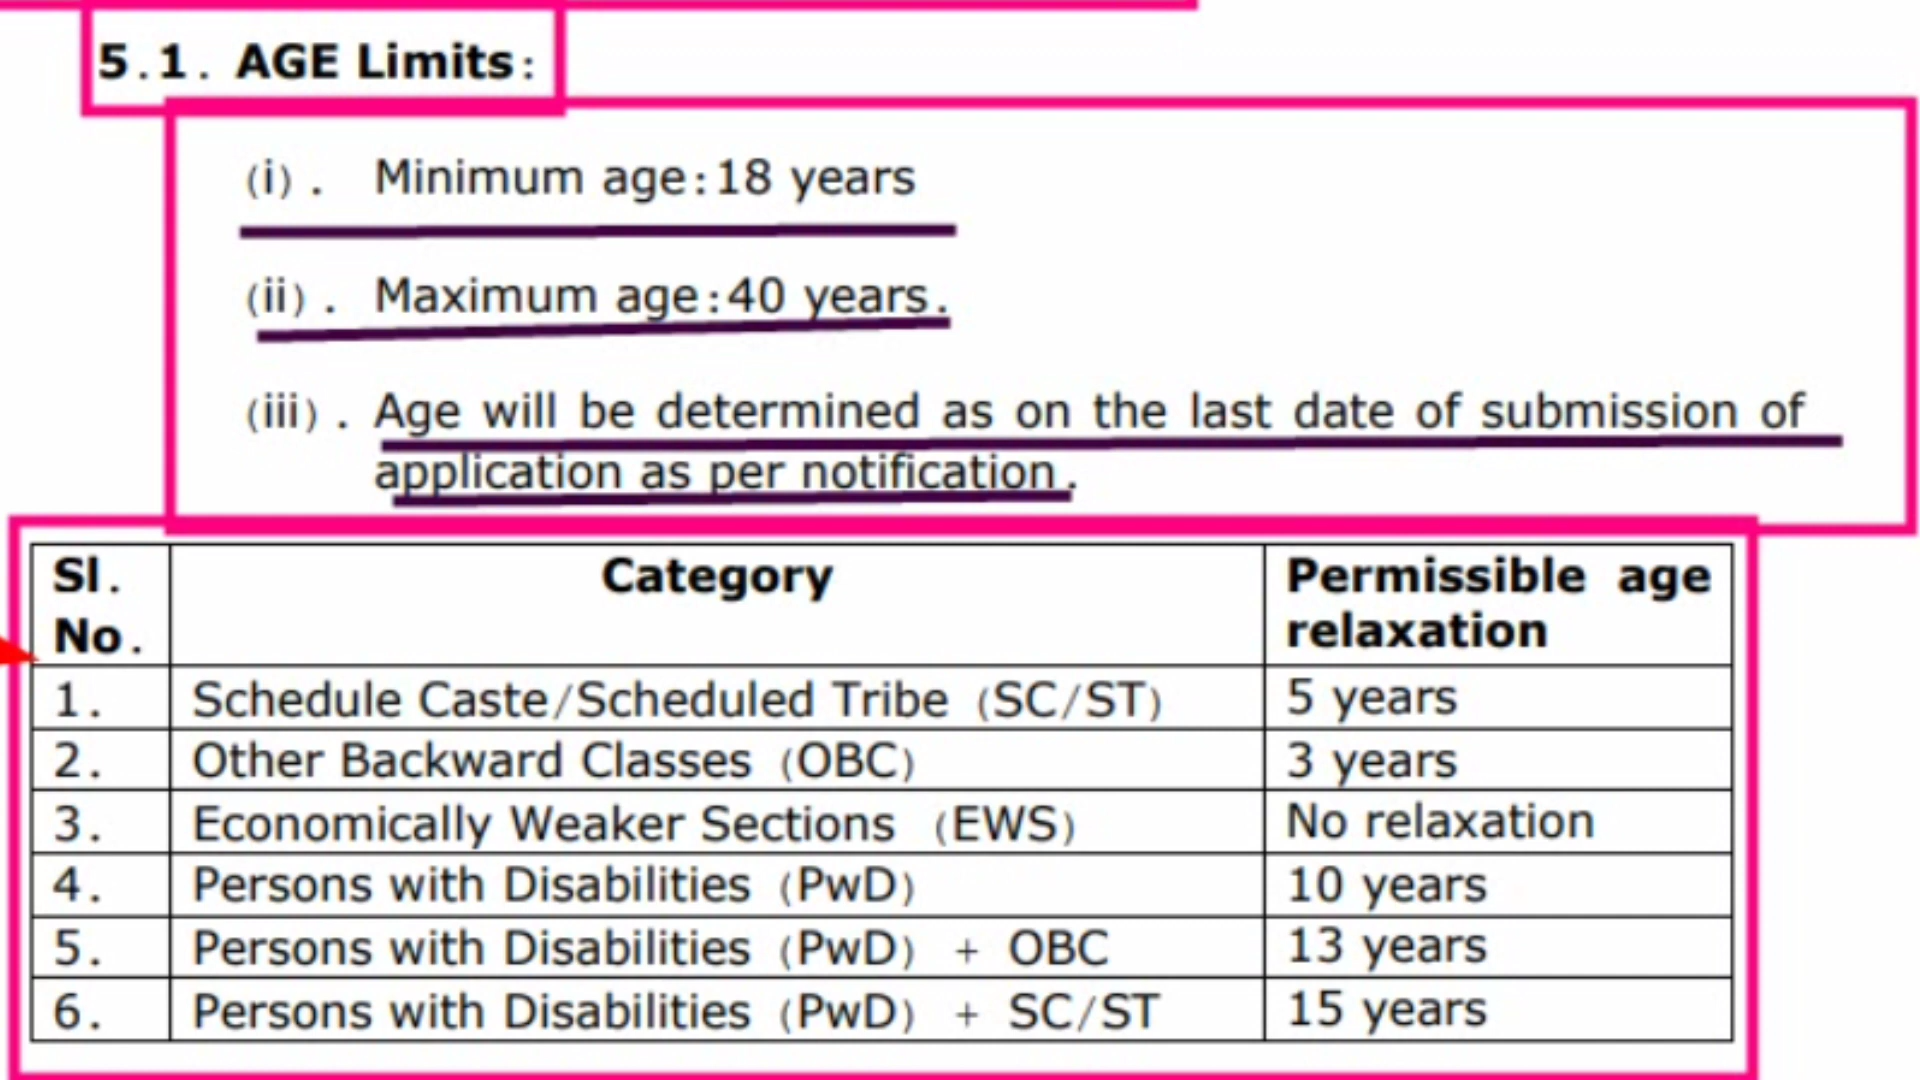 5.1. AGE Limits:
(i). Minimum age:18 years
(ii). Maximum age:40 years.
(iii). Age will be determined as on the last date of submission of
application as per notification.
Sl. No. Category Permissible age relaxation
1. Schedule Caste/Scheduled Tribe (SC/ST) 5 years
2. Other Backward Classes (OBC) 3 years
3. Economically Weaker Sections (EWS) No relaxation
4. Persons with Disabilities (PwD) 10 years
5. Persons with Disabilities (PwD) + OBC 13 years
6. Persons with Disabilities (PwD) + SC/ST 15 years